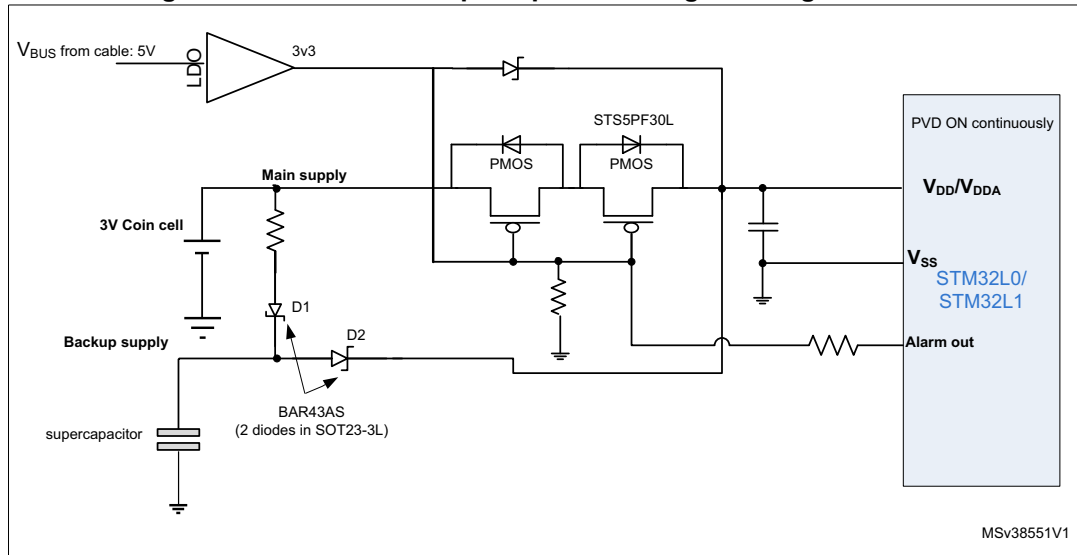 V_BUS from cable: 5V
LDO
3v3
STS5PF30L
PMOS
PMOS
PVD ON continuously
Main supply
V_DD/V_DDA
3V Coin cell
V_SS
STM32L0/
STM32L1
D1
D2
Backup supply
Alarm out
BAR43AS
(2 diodes in SOT23-3L)
supercapacitor
MSv38551V1